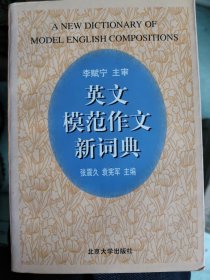 A NEW DICTIONARY OF
MODEL ENGLISH COMPOSITIONS
李赋宁 主审
英文
模范作文
新词典
张震久 袁宪军 主编
北京大学出版社